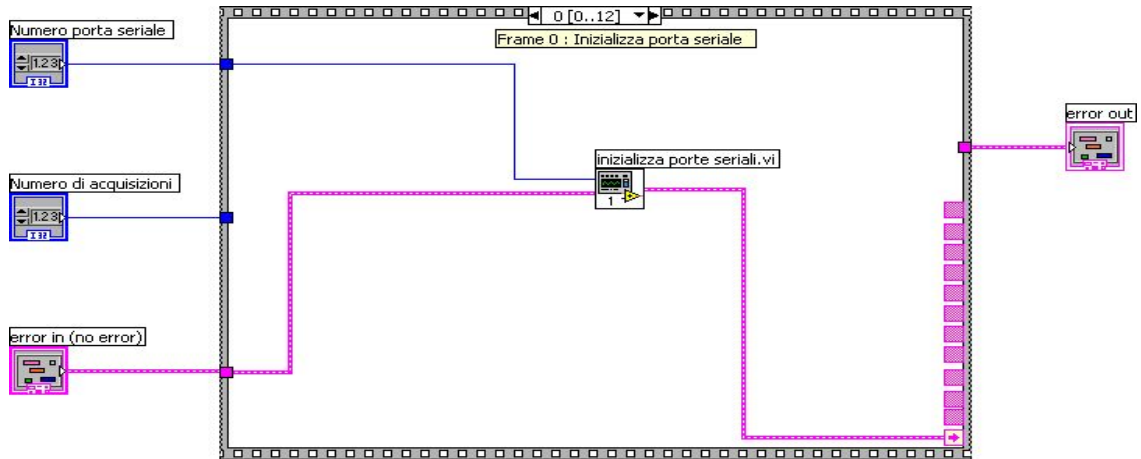 0 [0..12]
Numero porta seriale
Frame 0 : Inizializza porta seriale
1.23
I32
error out
inizializza porte seriali.vi
1
Numero di acquisizioni
1.23
I32
error in (no error)